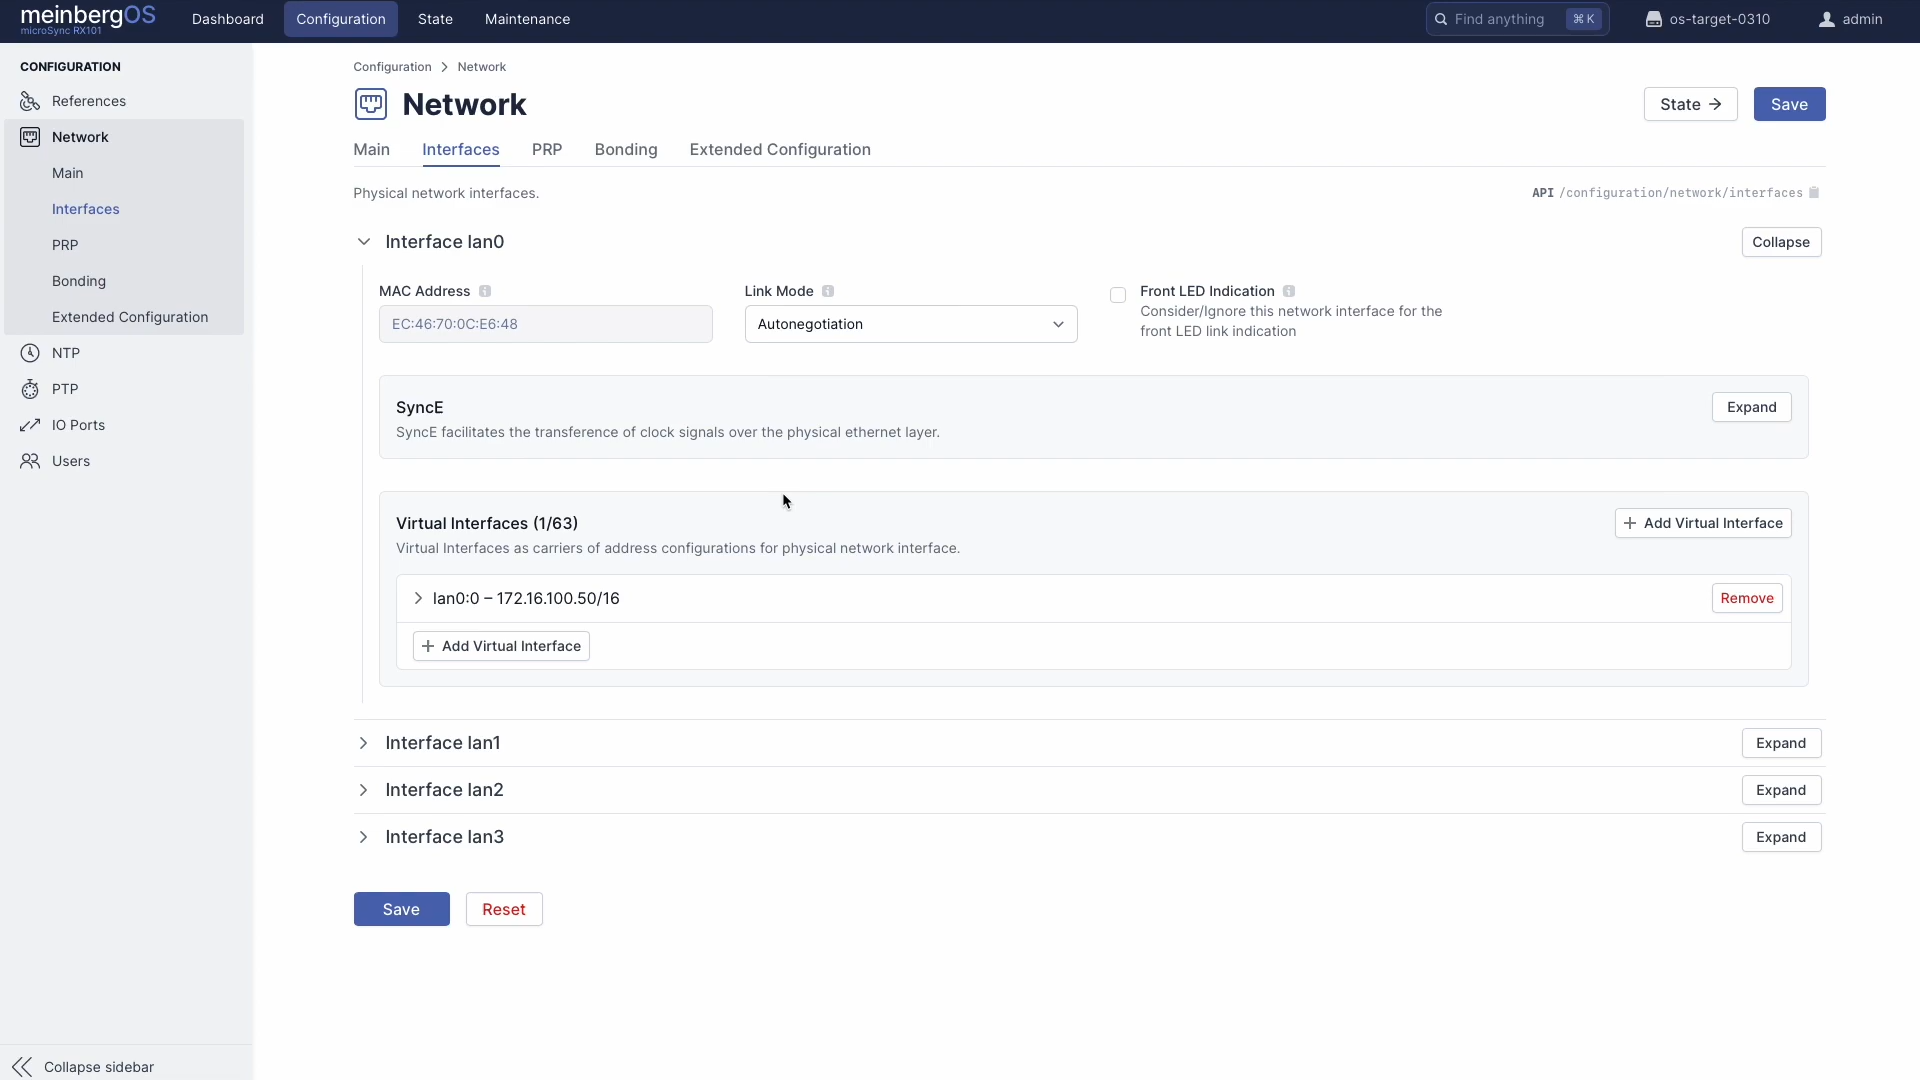 meinbergOS
microSync RX101
Dashboard
Configuration
State
Maintenance
Find anything
⌘ K
os-target-0310
admin
CONFIGURATION
References
Network
Main
Interfaces
PRP
Bonding
Extended Configuration
NTP
PTP
IO Ports
Users
Collapse sidebar
Configuration > Network
Network
State →
Save
Main
Interfaces
PRP
Bonding
Extended Configuration
Physical network interfaces.
API /configuration/network/interfaces
Interface lan0
Collapse
MAC Address
EC:46:70:0C:E6:48
Link Mode
Autonegotiation
Front LED Indication
Consider/Ignore this network interface for the
front LED link indication
SyncE
SyncE facilitates the transference of clock signals over the physical ethernet layer.
Expand
Virtual Interfaces (1/63)
Virtual Interfaces as carriers of address configurations for physical network interface.
+ Add Virtual Interface
lan0:0 – 172.16.100.50/16
Remove
+ Add Virtual Interface
Interface lan1
Expand
Interface lan2
Expand
Interface lan3
Expand
Save
Reset